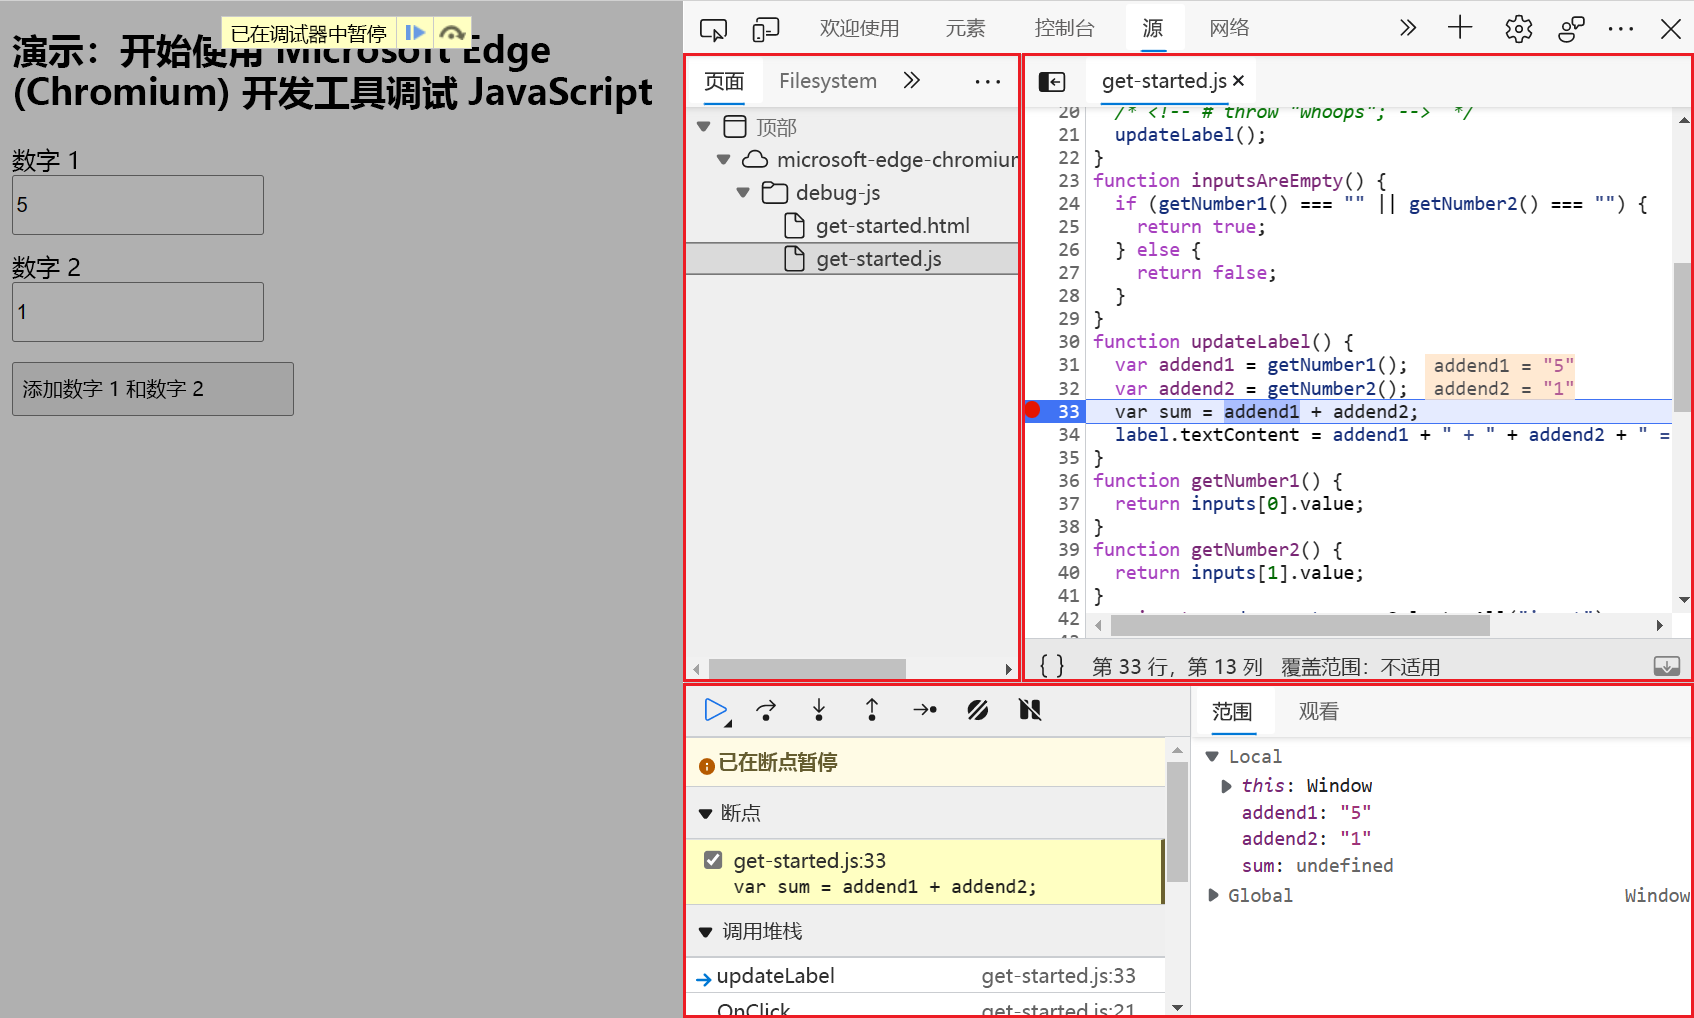 已在调试器中暂停
演示：开始使用 Microsoft Edge
(Chromium) 开发工具调试 JavaScript
数字 1
5
数字 2
1
添加数字 1 和数字 2
欢迎使用 元素 控制台 源 网络
页面 Filesystem
顶部
microsoft-edge-chromiur
debug-js
get-started.html
get-started.js
get-started.js
20 /* <!-- # throw "whoops"; --> */
21 updateLabel();
22 }
23 function inputsAreEmpty() {
24 if (getNumber1() === "" || getNumber2() === "") {
25 return true;
26 } else {
27 return false;
28 }
29 }
30 function updateLabel() {
31 var addend1 = getNumber1(); addend1 = "5"
32 var addend2 = getNumber2(); addend2 = "1"
33 var sum = addend1 + addend2;
34 label.textContent = addend1 + " + " + addend2 + " =
35 }
36 function getNumber1() {
37 return inputs[0].value;
38 }
39 function getNumber2() {
40 return inputs[1].value;
41 }
42
{ } 第 33 行，第 13 列 覆盖范围：不适用
已在断点暂停
断点
get-started.js:33
var sum = addend1 + addend2;
调用堆栈
updateLabel get-started.js:33
OnClick get-started.js:21
范围 观看
Local
this: Window
addend1: "5"
addend2: "1"
sum: undefined
Global Window